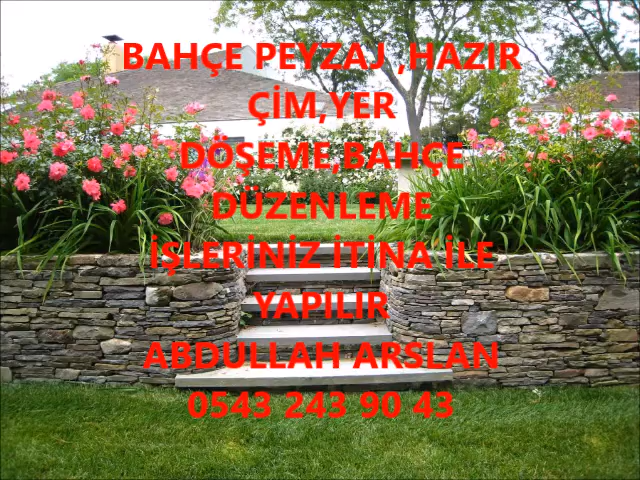 BAHÇE PEYZAJ ,HAZIR
ÇİM,YER
DÖŞEME,BAHÇE
DÜZENLEME
İŞLERİNİZ İTİNA İLE
YAPILIR
ABDULLAH ARSLAN
0543 243 90 43